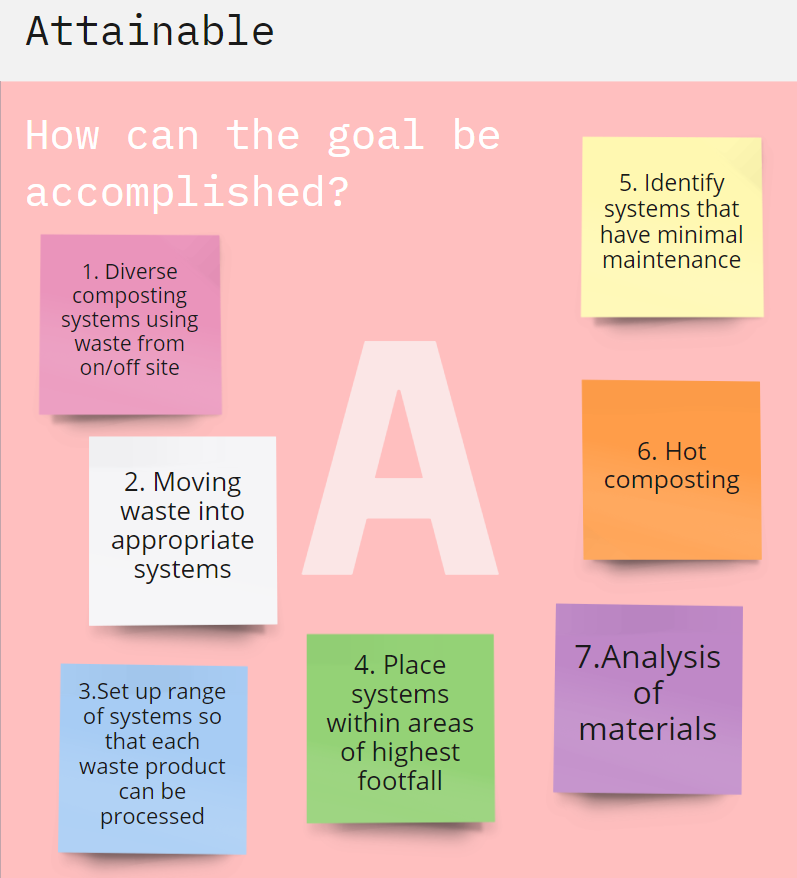 Attainable
How can the goal be
accomplished?
1. Diverse
composting
systems using
waste from
on/off site
2. Moving
waste into
appropriate
systems
3.Set up range
of systems so
that each
waste product
can be
processed
A
4. Place
systems
within areas
of highest
footfall
5. Identify
systems that
have minimal
maintenance
6. Hot
composting
7.Analysis
of
materials